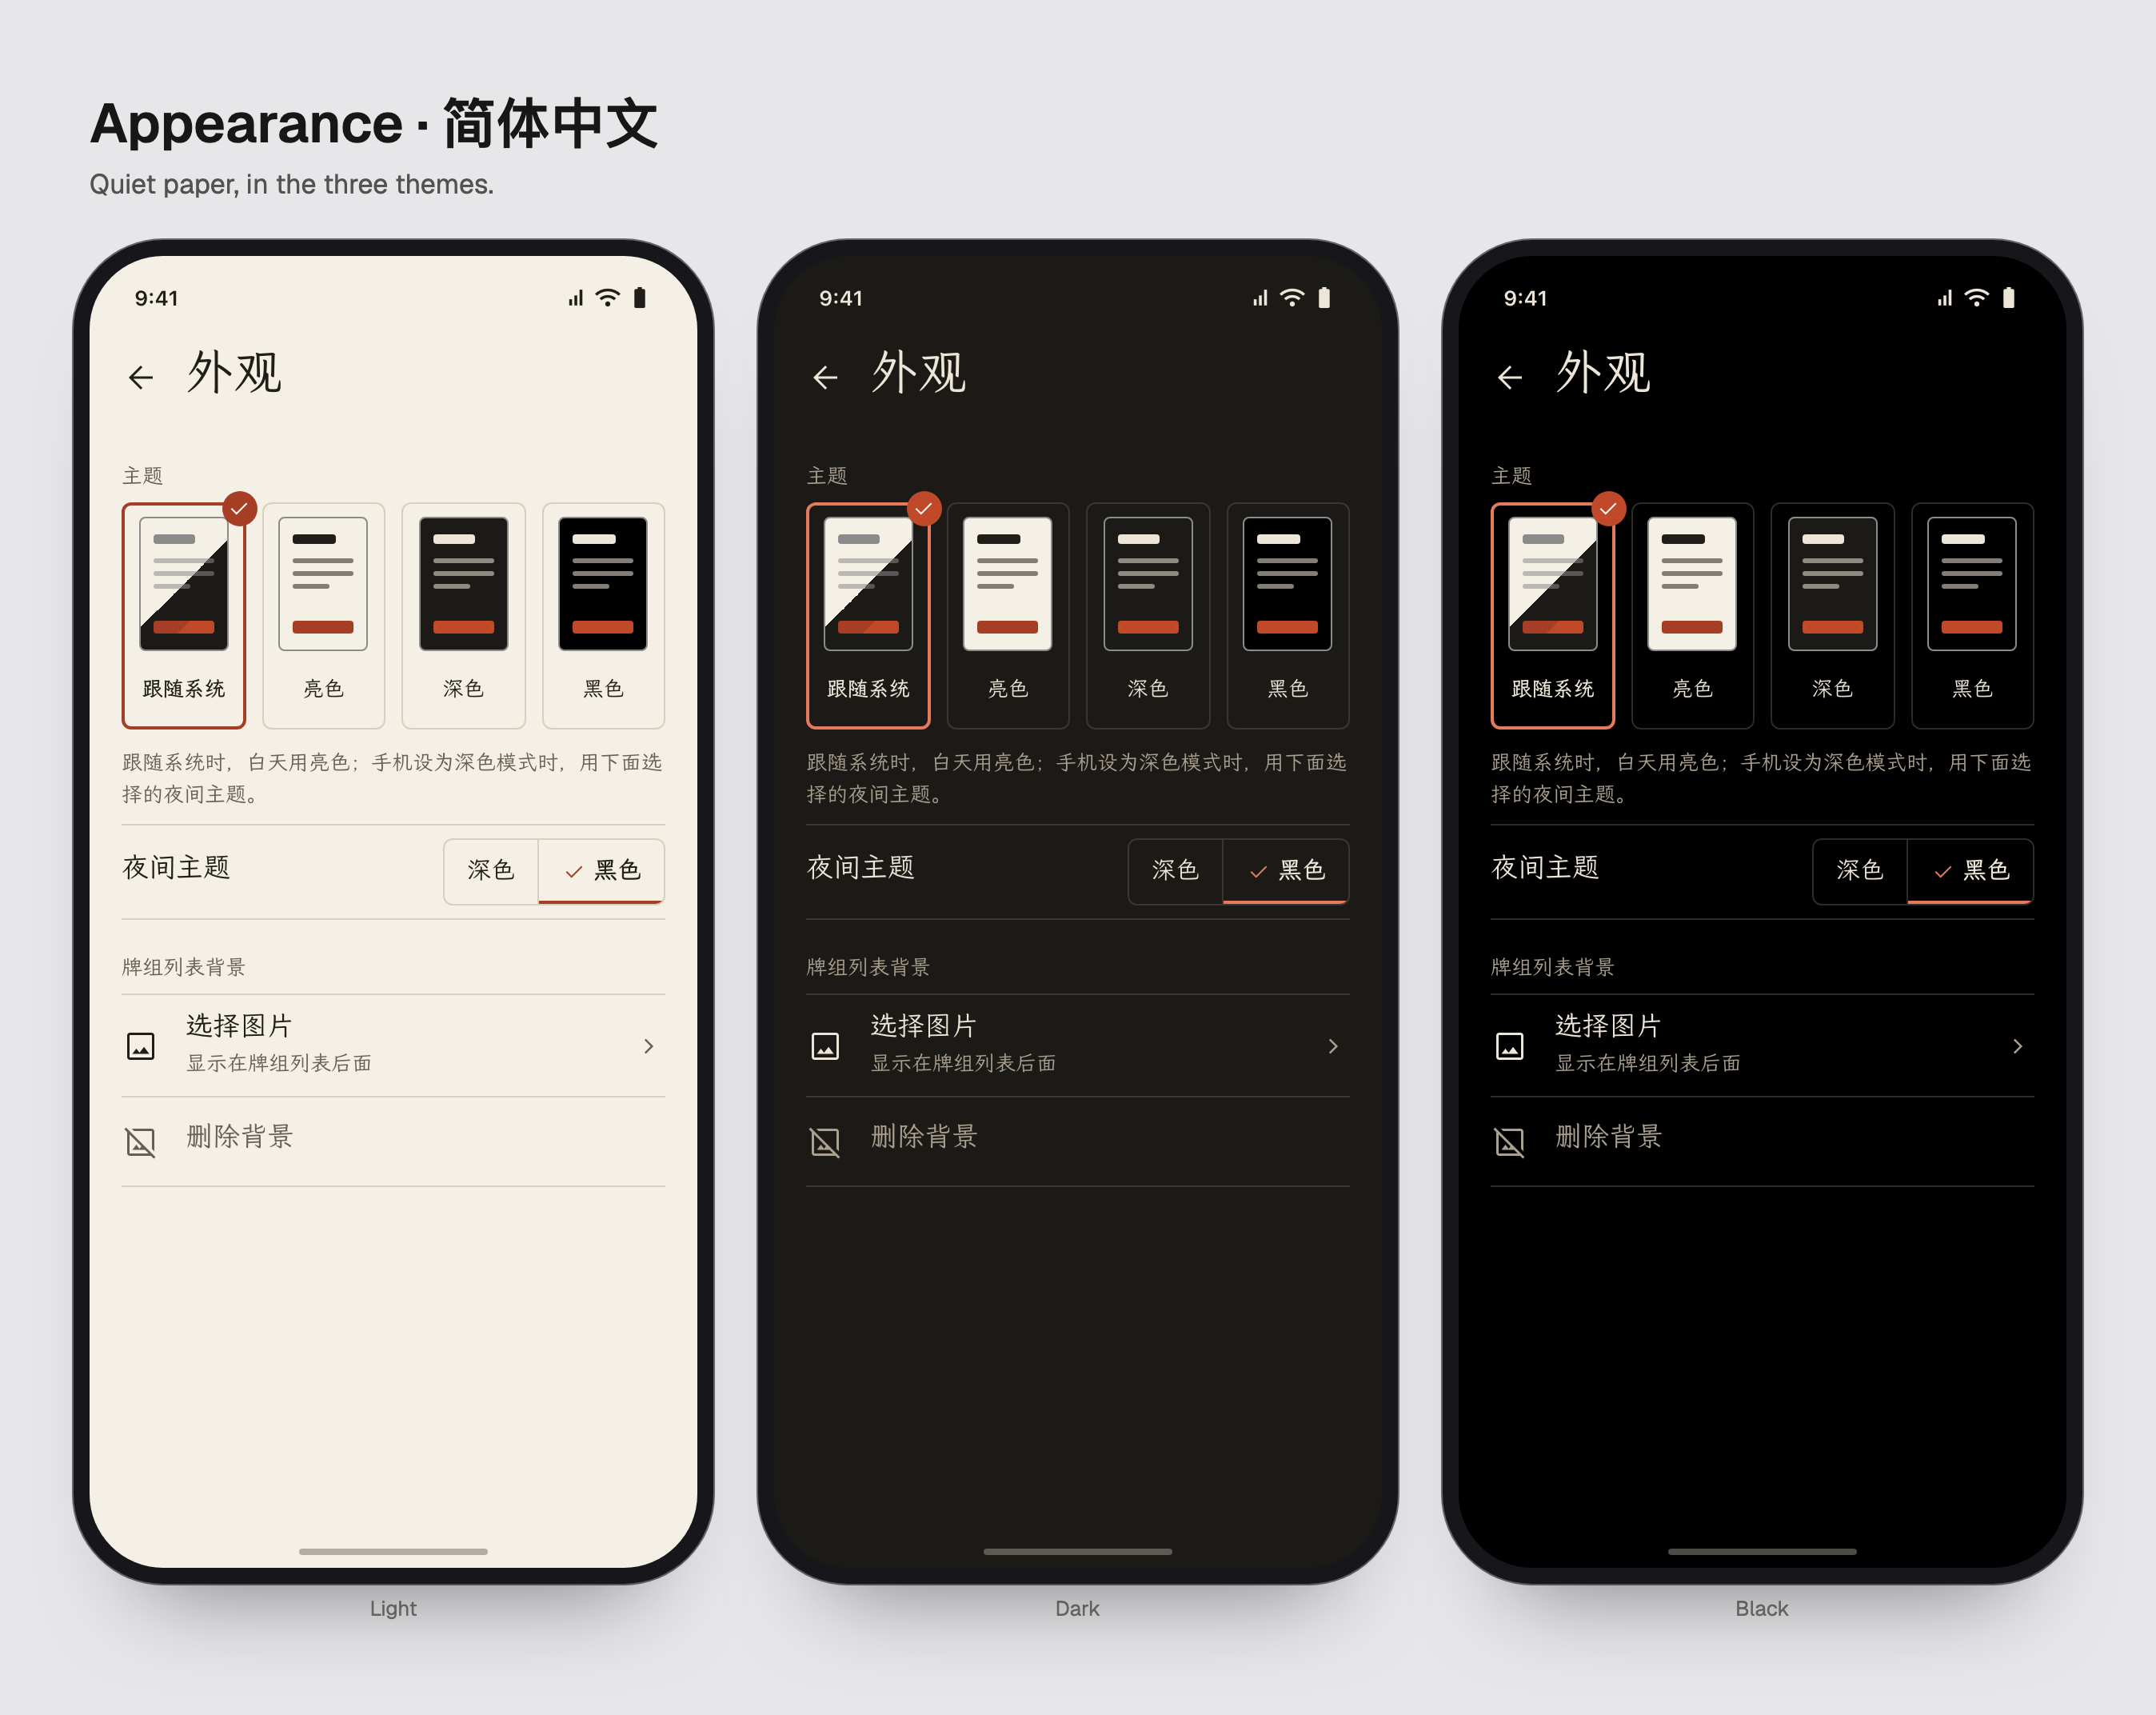 Appearance · 简体中文
Quiet paper, in the three themes.
9:41
外观
主题
跟随系统
亮色
深色
黑色
跟随系统时，白天用亮色；手机设为深色模式时，用下面选
择的夜间主题。
夜间主题
深色
黑色
牌组列表背景
选择图片
显示在牌组列表后面
删除背景
Light
9:41
外观
主题
跟随系统
亮色
深色
黑色
跟随系统时，白天用亮色；手机设为深色模式时，用下面选
择的夜间主题。
夜间主题
深色
黑色
牌组列表背景
选择图片
显示在牌组列表后面
删除背景
Dark
9:41
外观
主题
跟随系统
亮色
深色
黑色
跟随系统时，白天用亮色；手机设为深色模式时，用下面选
择的夜间主题。
夜间主题
深色
黑色
牌组列表背景
选择图片
显示在牌组列表后面
删除背景
Black